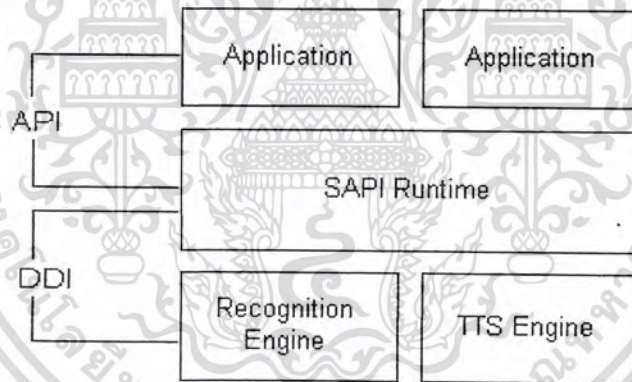 Application
Application
API
SAPI Runtime
DDI
Recognition
Engine
TTS Engine